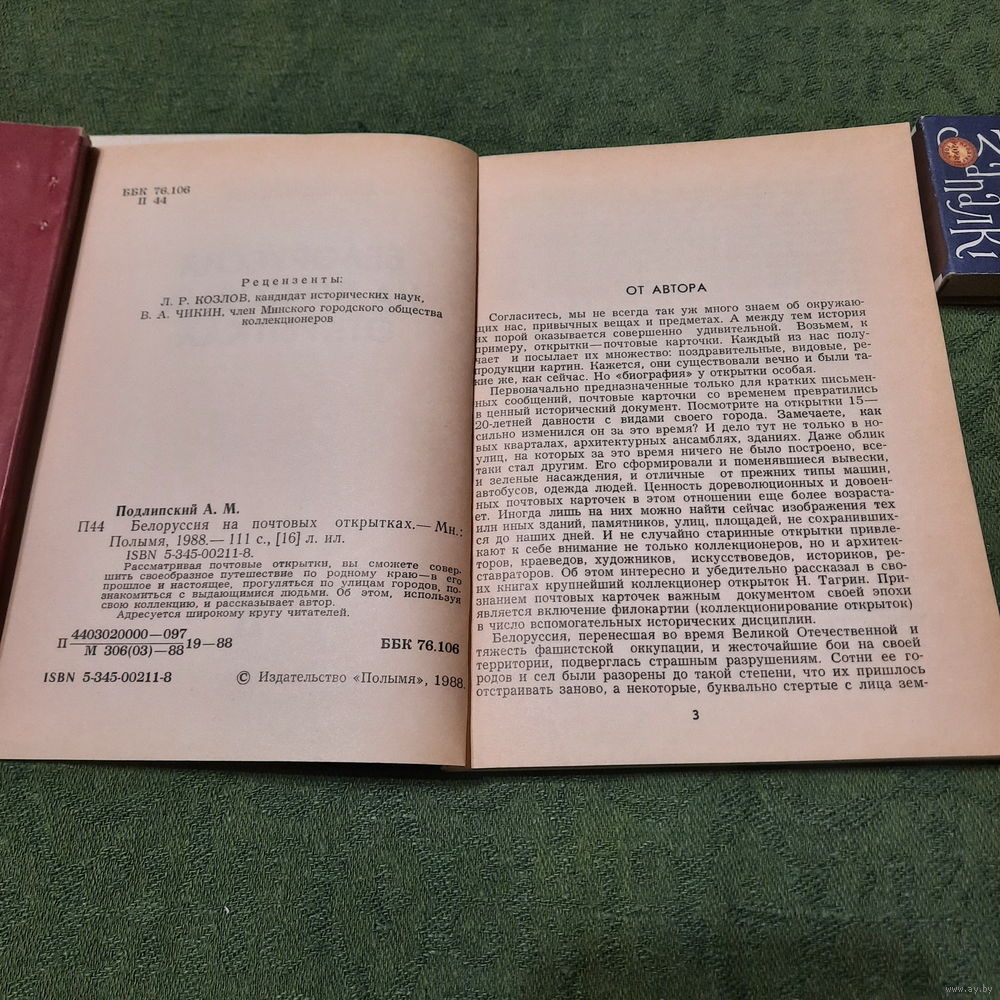 ББК 76.106
П 44
Рецензенты:
Л. Р. КОЗЛОВ, кандидат исторических наук,
В. А. ЧИКИН, член Минского городского общества
коллекционеров
Подлипский А. М.
П44 Белоруссия на почтовых открытках.— Мн.:
Полымя, 1988.— 111 с., [16] л. ил.
ISBN 5-345-00211-8.
Рассматривая почтовые открытки, вы сможете совер-
шить своеобразное путешествие по родному краю — в его
прошлое и настоящее, прогуляться по улицам городов, по-
знакомиться с выдающимися людьми. Об этом, используя
свою коллекцию, и рассказывает автор.
Адресуется широкому кругу читателей.
П 4403020000—097
М 306(03)—88 19—88
ББК 76.106
ISBN 5-345-00211-8
© Издательство «Полымя», 1988.
ОТ АВТОРА
Согласитесь, мы не всегда так уж много знаем об окружаю-
щих нас, привычных вещах и предметах. А между тем история
их порой оказывается совершенно удивительной. Возьмем, к
примеру, открытки—почтовые карточки. Каждый из нас полу-
чает и посылает их множество: поздравительные, видовые, ре-
продукции картин. Кажется, они существовали вечно и были та-
кие же, как сейчас. Но «биография» у открытки особая.
Первоначально предназначенные только для кратких письмен-
ных сообщений, почтовые карточки со временем превратились
в ценный исторический документ. Посмотрите на открытки 15—
20-летней давности с видами своего города. Замечаете, как
сильно изменился он за это время? И дело тут не только в но-
вых кварталах, архитектурных ансамблях, зданиях. Даже облик
улиц, на которых за это время ничего не было построено, все-
таки стал другим. Его сформировали и поменявшиеся вывески,
и зеленые насаждения, и отличные от прежних типы машин,
автобусов, одежда людей. Ценность дореволюционных и довоен-
ных почтовых карточек в этом отношении еще более возраста-
ет. Иногда лишь на них можно найти сейчас изображения тех
или иных зданий, памятников, улиц, площадей, не сохранивших-
ся до наших дней. И не случайно старинные открытки привле-
кают к себе внимание не только коллекционеров, но и архитек-
торов, краеведов, художников, искусствоведов, историков, ре-
ставраторов. Об этом интересно и убедительно рассказал в сво-
их книгах крупнейший коллекционер открыток Н. Тагрин. При-
знанием почтовых карточек важным документом своей эпохи
является включение филокартии (коллекционирование открыток)
в число вспомогательных исторических дисциплин.
Белоруссия, перенесшая во время Великой Отечественной и
тяжесть фашистской оккупации, и жесточайшие бои на своей
территории, подверглась страшным разрушениям. Сотни ее го-
родов и сел были разорены до такой степени, что их пришлось
отстраивать заново, а некоторые, буквально стертые с лица зем-
3
Запалкі
www.ay.by